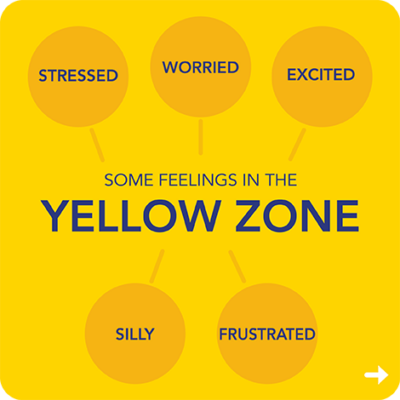 STRESSED
WORRIED
EXCITED
SOME FEELINGS IN THE
YELLOW ZONE
SILLY
FRUSTRATED